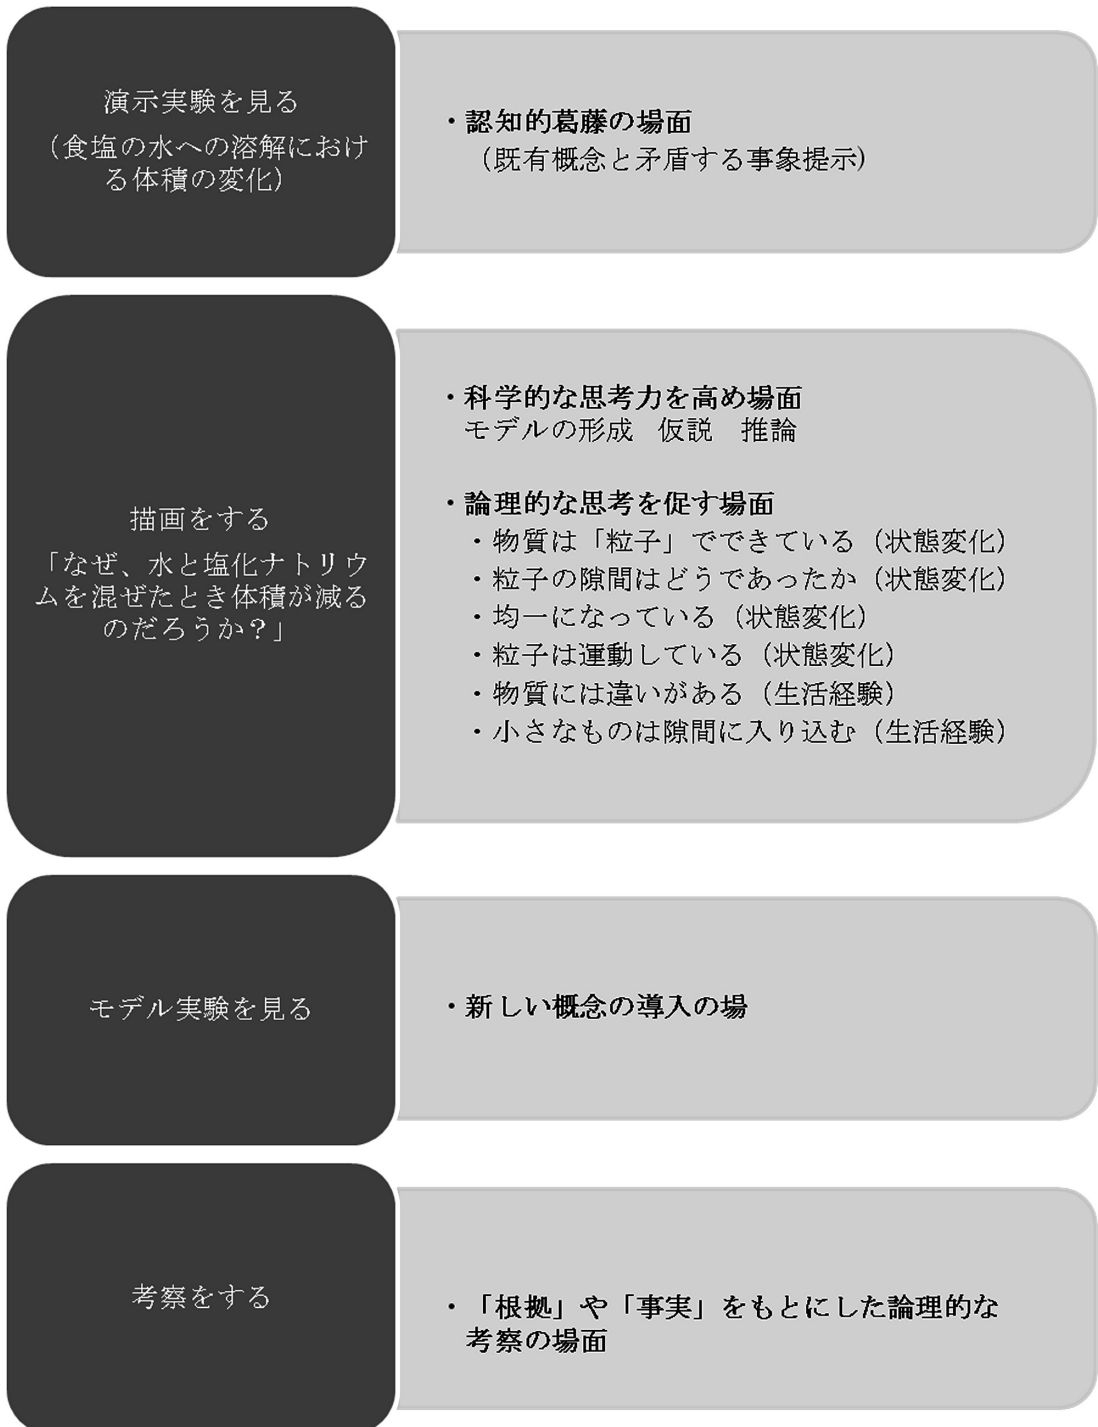 演示実験を見る
（食塩の水への溶解におけ
る体積の変化）
・認知的葛藤の場面
（既有概念と矛盾する事象提示)
描画をする
「なぜ、水と塩化ナトリウ
ムを混ぜたとき体積が減る
のだろうか？」
・科学的な思考力を高め場面
モデルの形成　仮説　推論
・論理的な思考を促す場面
・物質は「粒子」でできている（状態変化）
・粒子の隙間はどうであったか（状態変化）
・均一になっている（状態変化）
・粒子は運動している（状態変化）
・物質には違いがある（生活経験）
・小さなものは隙間に入り込む（生活経験）
モデル実験を見る
・新しい概念の導入の場
考察をする
・「根拠」や「事実」をもとにした論理的な
考察の場面